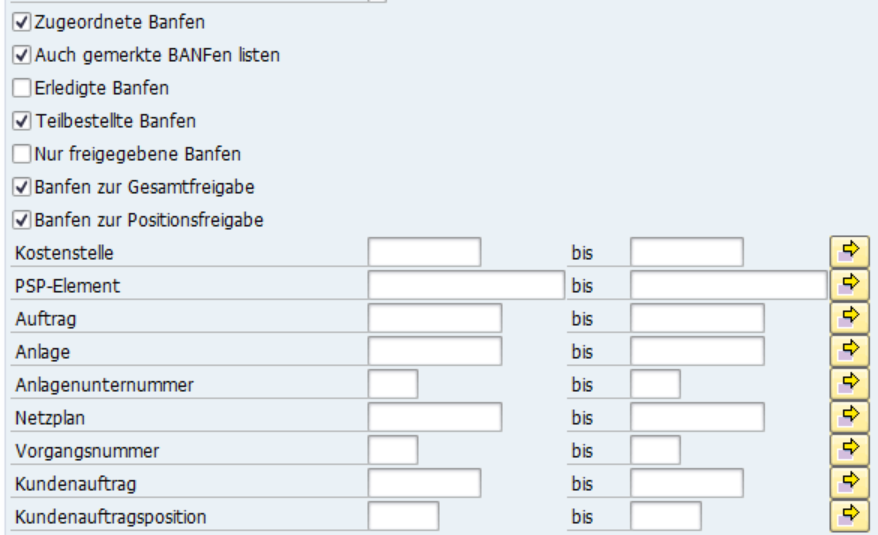 Zugeordnete Banfen
Auch gemerkte BANFen listen
Erledigte Banfen
Teilbestellte Banfen
Nur freigegebene Banfen
Banfen zur Gesamtfreigabe
Banfen zur Positionsfreigabe
Kostenstelle bis
PSP-Element bis
Auftrag bis
Anlage bis
Anlagenunternummer bis
Netzplan bis
Vorgangsnummer bis
Kundenauftrag bis
Kundenauftragsposition bis